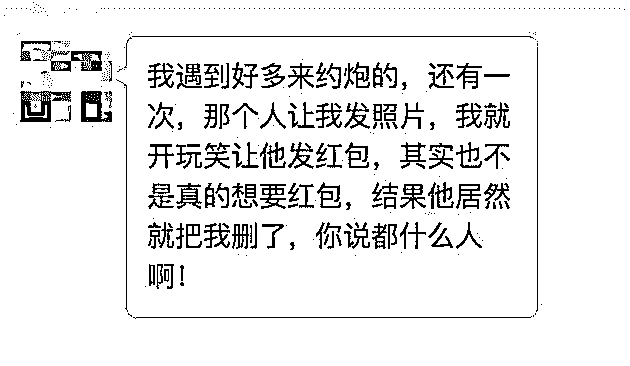 我遇到好多来约炮的，还有一
次，那个人让我发照片，我就
开玩笑让他发红包，其实也不
是真的想要红包，结果他居然
就把我删了，你说都什么人
啊！